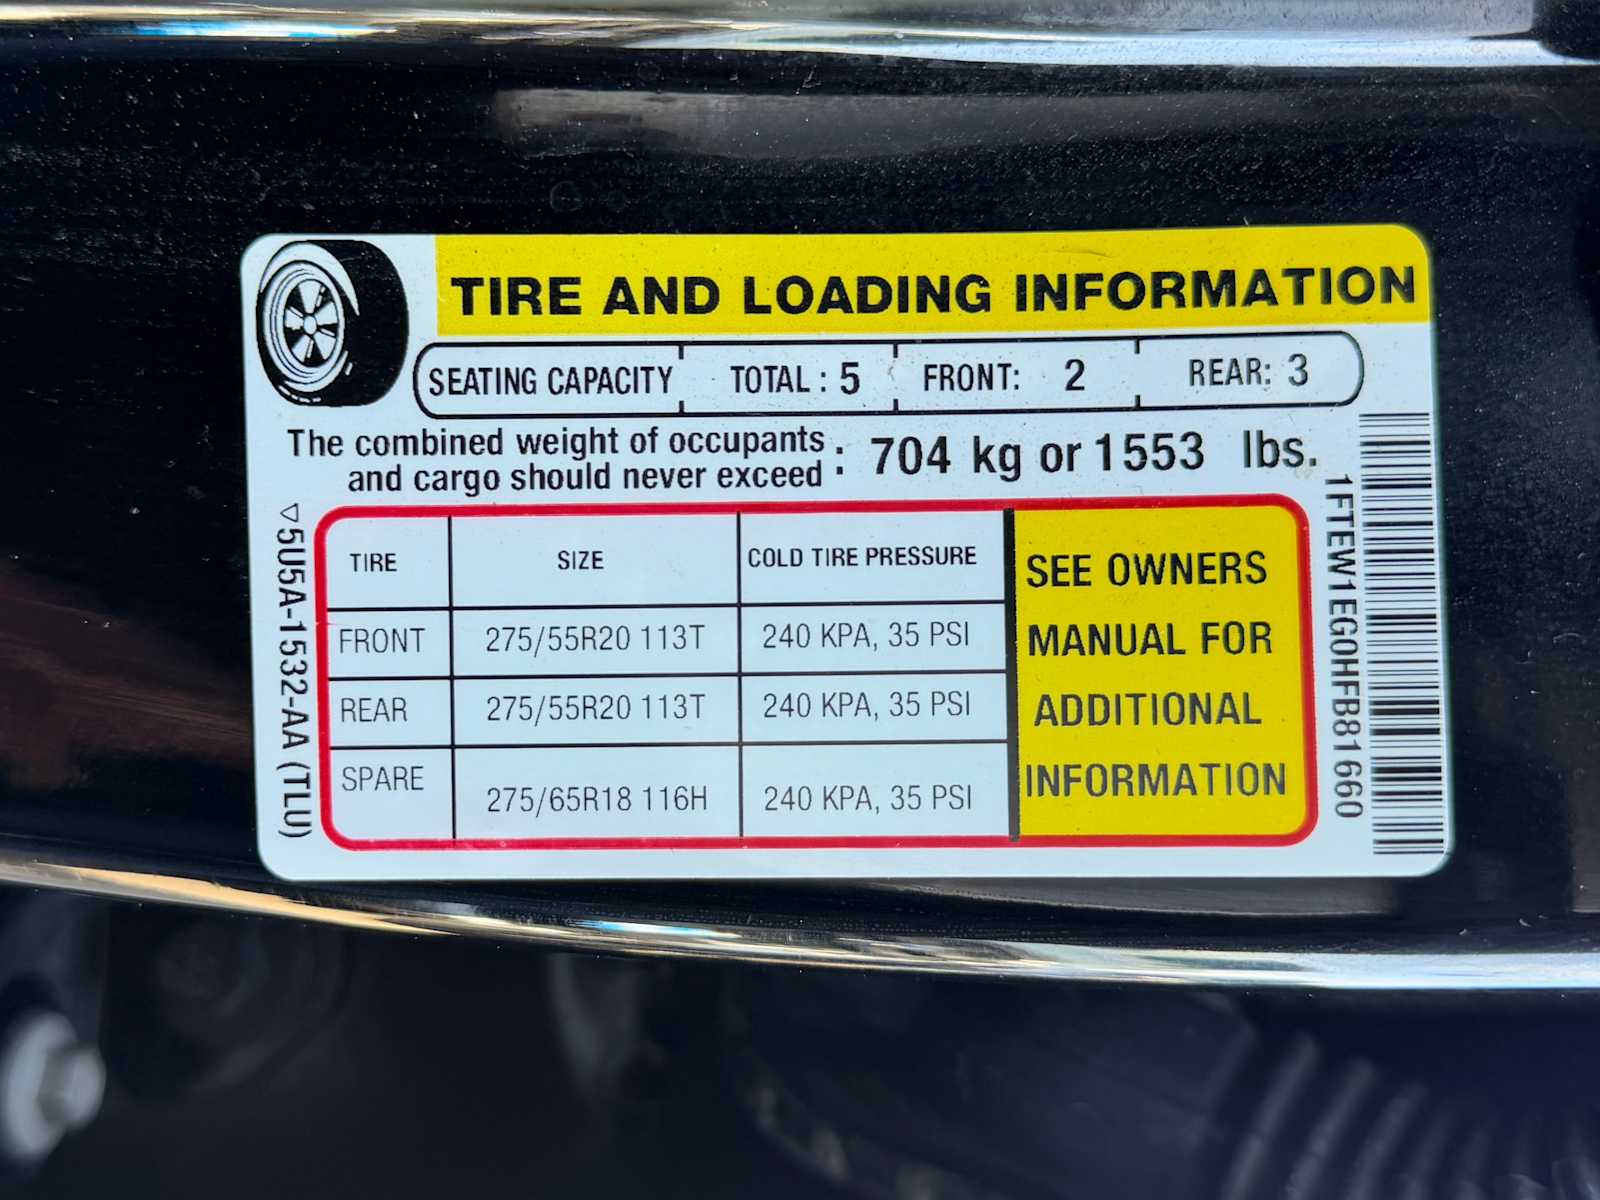 TIRE AND LOADING INFORMATION
SEATING CAPACITY TOTAL : 5 FRONT: 2 REAR: 3
The combined weight of occupants
and cargo should never exceed : 704 kg or 1553 lbs.
TIRE SIZE COLD TIRE PRESSURE
FRONT 275/55R20 113T 240 KPA, 35 PSI
REAR 275/55R20 113T 240 KPA, 35 PSI
SPARE 275/65R18 116H 240 KPA, 35 PSI
SEE OWNERS
MANUAL FOR
ADDITIONAL
INFORMATION
5U5A-1532-AA (TLU)
1FTEW1EG0HFB81660